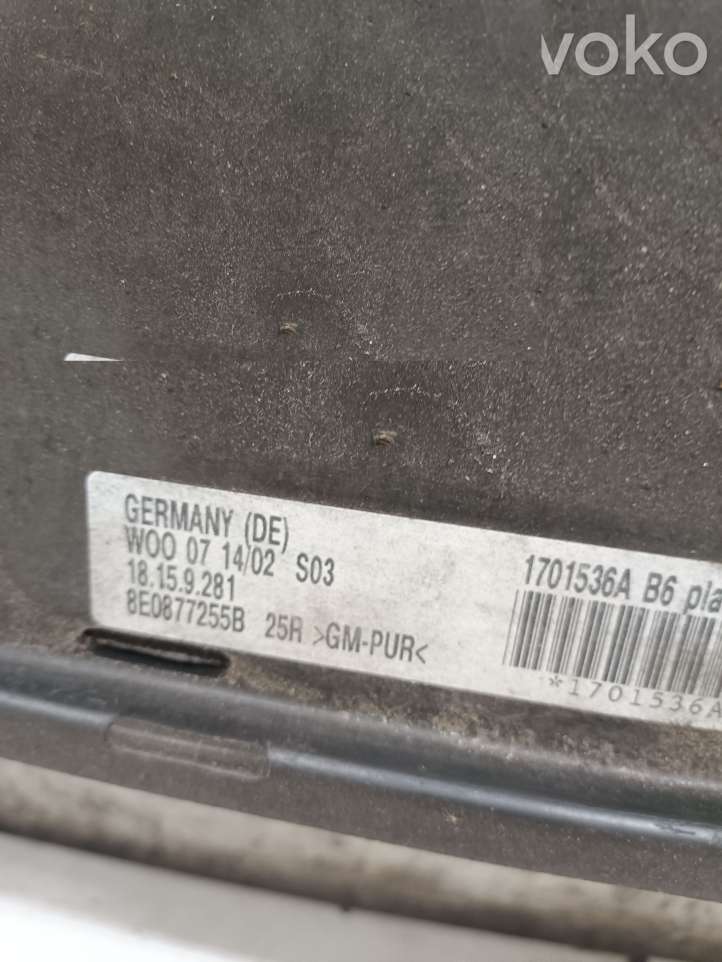 voko
GERMANY (DE)
WOO 07 14/02 S03
18.15.9.281
8E0877255B 25R >GM-PUR<
1701536A B6 pla
*1701536A